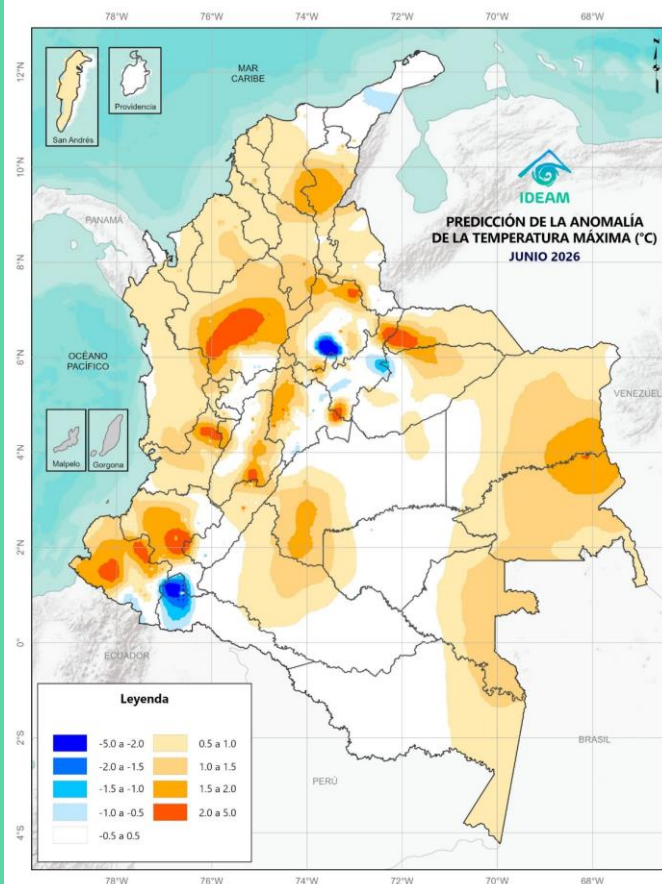 78°W
76°W
74°W
72°W
70°W
68°W
12°N
10°N
8°N
6°N
4°N
2°N
0°
2°S
4°S
MAR
CARIBE
San Andrés
Providencia
N
IDEAM
PREDICCIÓN DE LA ANOMALÍA
DE LA TEMPERATURA MÁXIMA (°C)
JUNIO 2026
PANAMÁ
OCÉANO
PACÍFICO
VENEZUEL
Malpelo
Gorgona
ECUADOR
PERÚ
BRASIL
Leyenda
-5.0 a -2.0
0.5 a 1.0
-2.0 a -1.5
1.0 a 1.5
-1.5 a -1.0
1.5 a 2.0
-1.0 a -0.5
2.0 a 5.0
-0.5 a 0.5
78°W
76°W
74°W
72°W
70°W
68°W